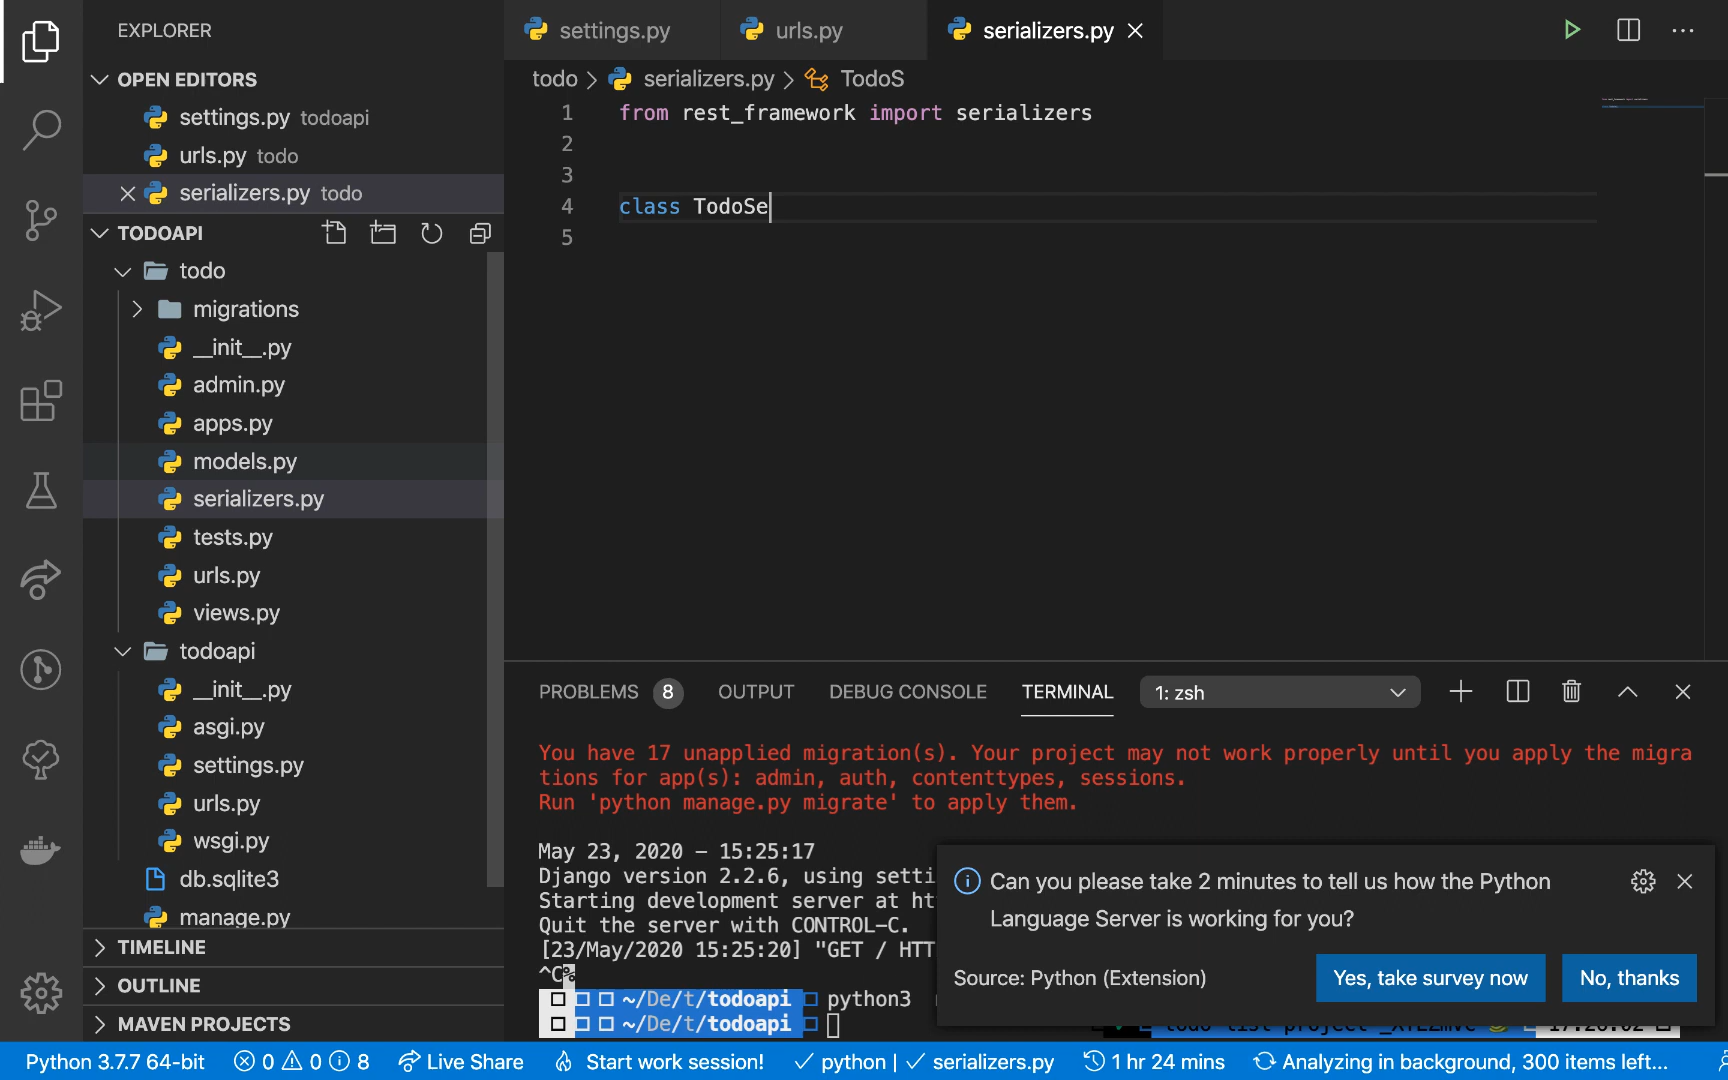 EXPLORER
OPEN EDITORS
settings.py todoapi
urls.py todo
serializers.py todo
TODOAPI
todo
migrations
__init__.py
admin.py
apps.py
models.py
serializers.py
tests.py
urls.py
views.py
todoapi
__init__.py
asgi.py
settings.py
urls.py
wsgi.py
db.sqlite3
manage.py
TIMELINE
OUTLINE
MAVEN PROJECTS
settings.py urls.py serializers.py
todo > serializers.py > TodoS
1 from rest_framework import serializers
2
3
4 class TodoSe
5
PROBLEMS 8 OUTPUT DEBUG CONSOLE TERMINAL 1: zsh
You have 17 unapplied migration(s). Your project may not work properly until you apply the migra
tions for app(s): admin, auth, contenttypes, sessions.
Run 'python manage.py migrate' to apply them.
May 23, 2020 – 15:25:17
Django version 2.2.6, using setti
Starting development server at ht
Quit the server with CONTROL-C.
[23/May/2020 15:25:20] "GET / HTT
^C%
~/De/t/todoapi python3
~/De/t/todoapi
Can you please take 2 minutes to tell us how the Python
Language Server is working for you?
Source: Python (Extension) Yes, take survey now No, thanks
Python 3.7.7 64-bit 0 0 8 Live Share Start work session! ✓ python | ✓ serializers.py 1 hr 24 mins Analyzing in background, 300 items left...